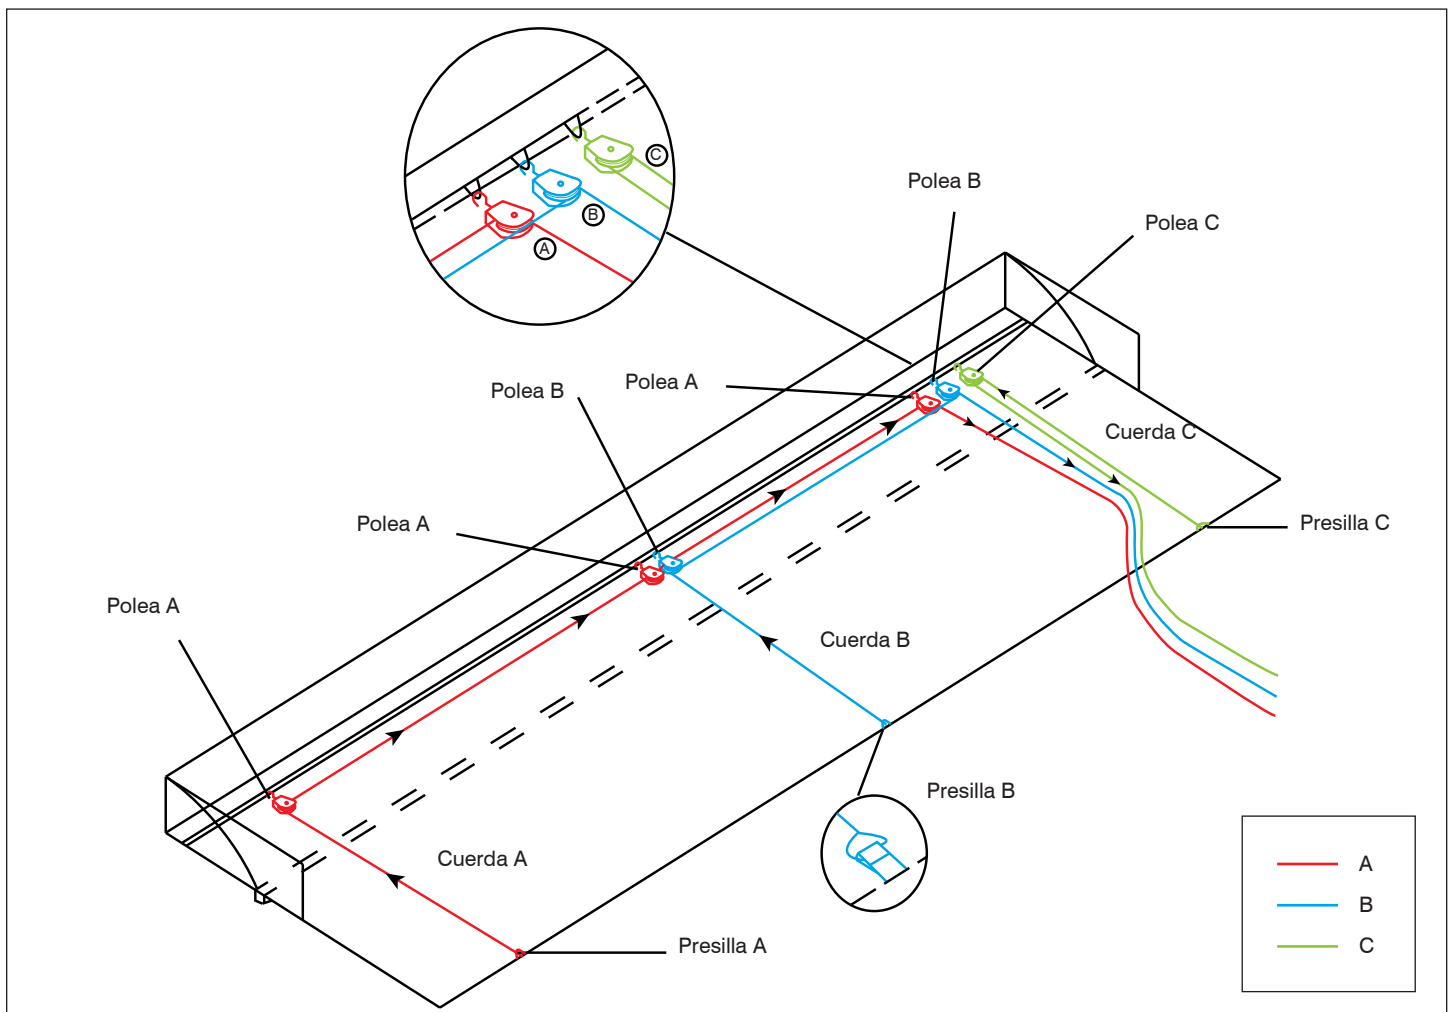 C
B
A
Polea B
Polea C
Polea A
Polea B
Cuerda C
Polea A
Presilla C
Polea A
Cuerda B
Presilla B
Cuerda A
A
B
Presilla A
C